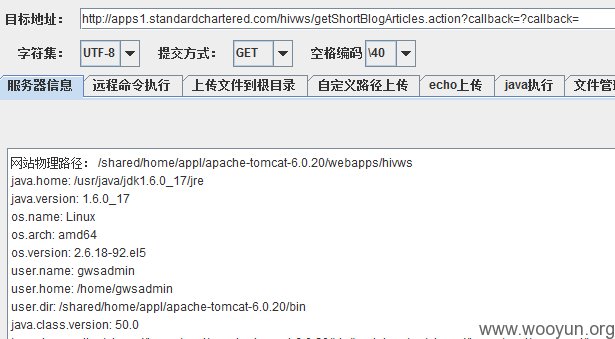 目标地址: http://apps1.standardchartered.com/hivws/getShortBlogArticles.action?callback=?callback=
字符集: UTF-8 提交方式: GET 空格编码 \40
服务器信息 远程命令执行 上传文件到根目录 自定义路径上传 echo上传 java执行 文件管
网站物理路径: /shared/home/appl/apache-tomcat-6.0.20/webapps/hivws
java.home: /usr/java/jdk1.6.0_17/jre
java.version: 1.6.0_17
os.name: Linux
os.arch: amd64
os.version: 2.6.18-92.el5
user.name: gwsadmin
user.home: /home/gwsadmin
user.dir: /shared/home/appl/apache-tomcat-6.0.20/bin
java.class.version: 50.0
www.wooyun.org